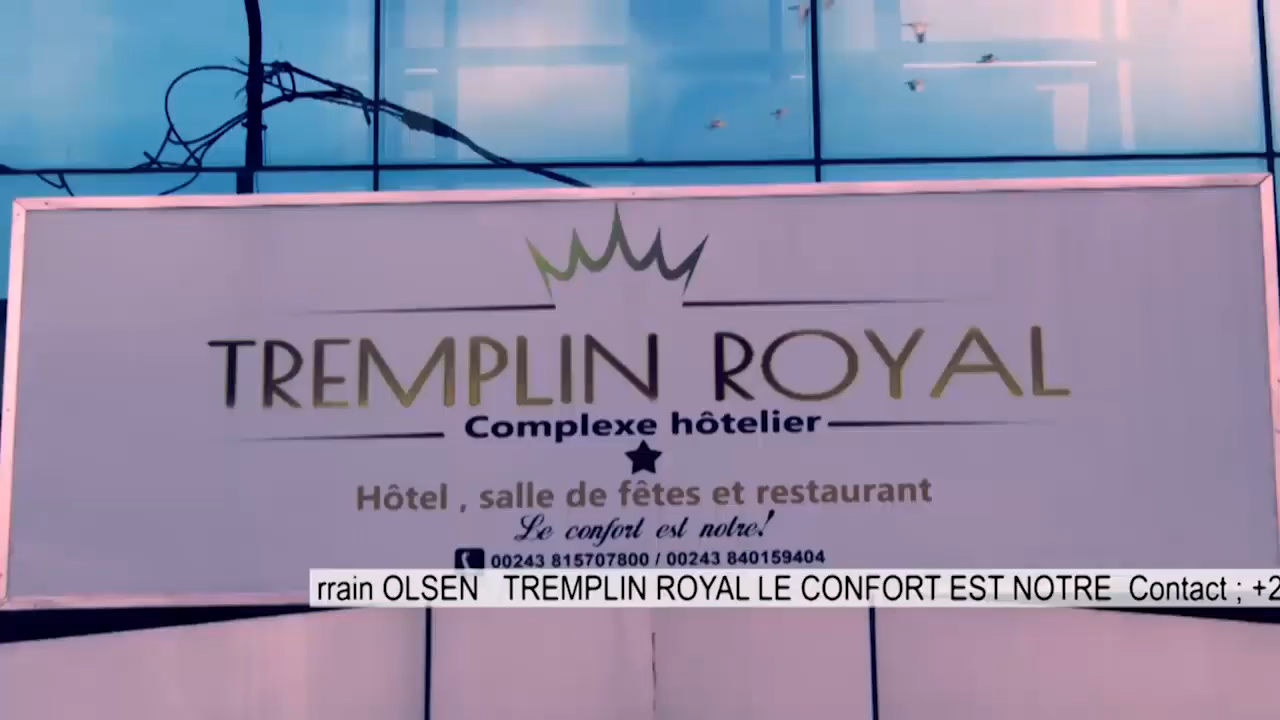 TREMPLIN ROYAL
Complexe hôtelier
Hôtel , salle de fêtes et restaurant
Le confort est notre!
00243 815707800 / 00243 840159404
rrain OLSEN TREMPLIN ROYAL LE CONFORT EST NOTRE Contact ; +2